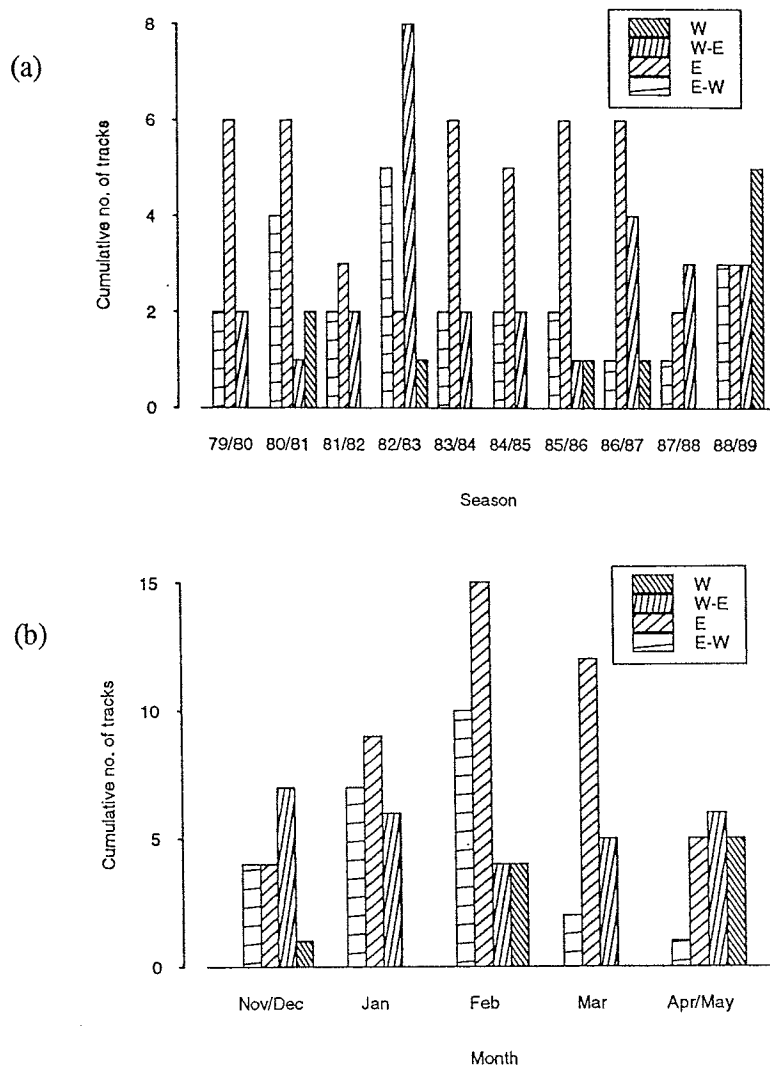 (a)
Cumulative no. of tracks
8
6
4
2
0
W
W-E
E
E-W
79/80 80/81 81/82 82/83 83/84 84/85 85/86 86/87 87/88 88/89
Season
(b)
Cumulative no. of tracks
15
10
5
0
W
W-E
E
E-W
Nov/Dec Jan Feb Mar Apr/May
Month